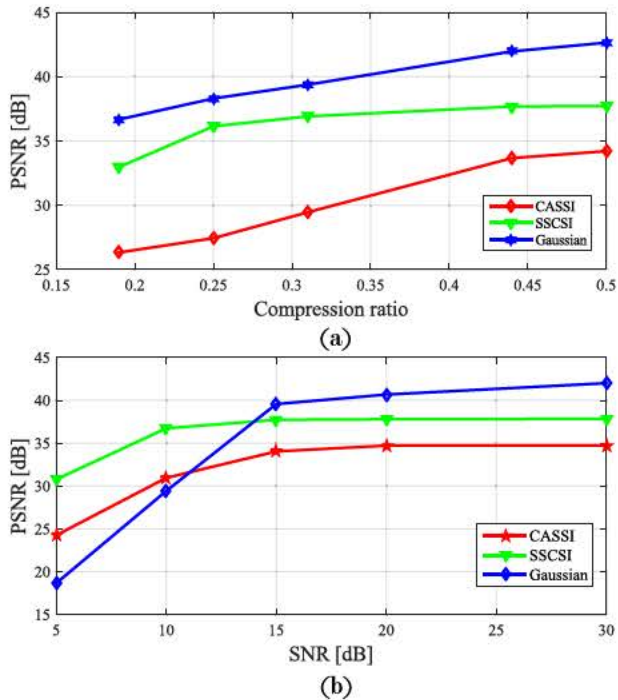 45
40
35
30
25
PSNR [dB]
0.15 0.2 0.25 0.3 0.35 0.4 0.45 0.5
Compression ratio
CASSI
SSCSI
Gaussian
(a)
45
40
35
30
25
20
15
PSNR [dB]
5 10 15 20 25 30
SNR [dB]
CASSI
SSCSI
Gaussian
(b)